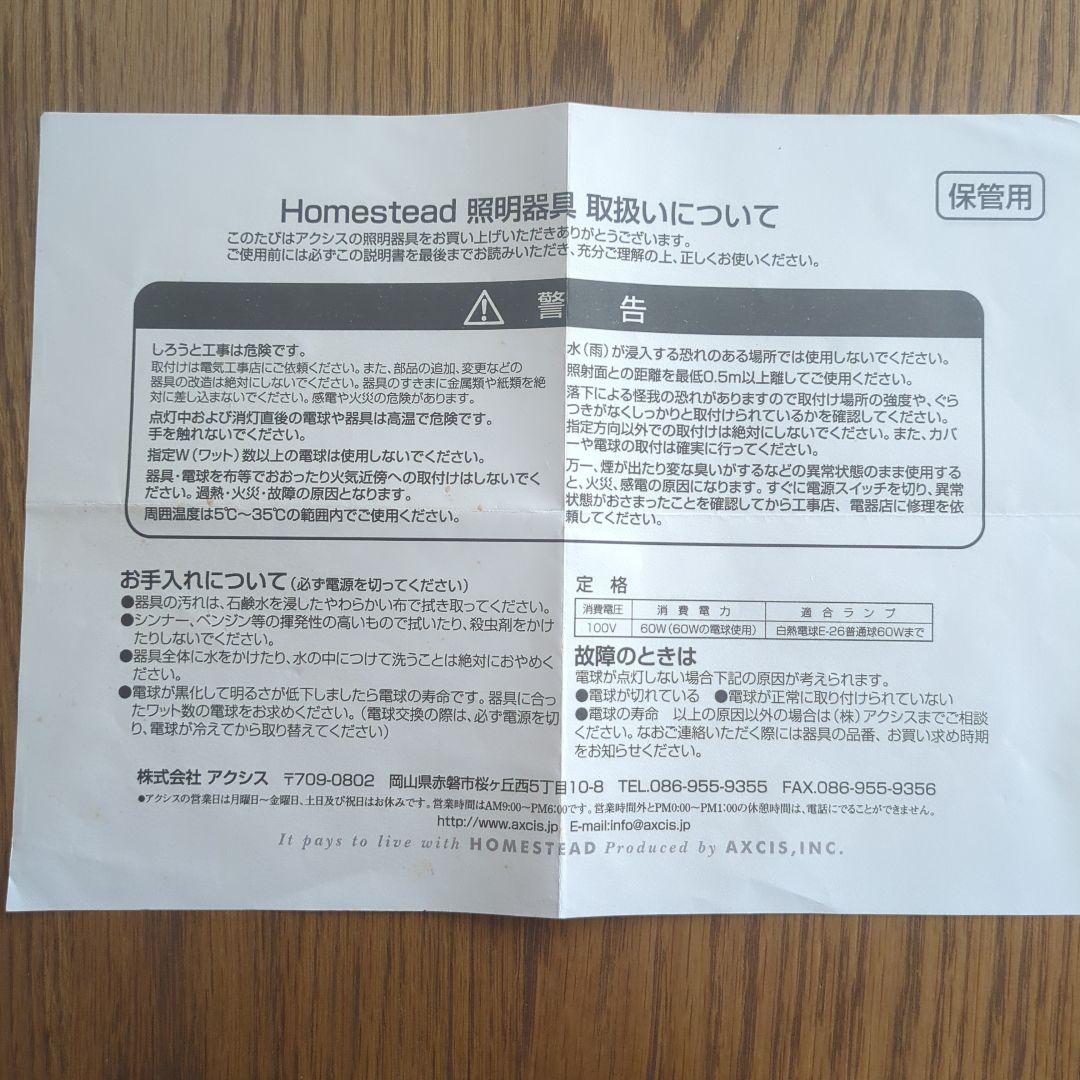 保管用
Homestead 照明器具 取扱いについて
このたびはアクシスの照明器具をお買い上げいただきありがとうございます。
ご使用前には必ずこの説明書を最後までお読みいただき、充分ご理解の上、正しくお使いください。
警告
しろうと工事は危険です。
取付けは電気工事店にご依頼ください。また、部品の追加、変更などの
器具の改造は絶対にしないでください。器具のすきまに金属類や紙類を絶
対に差し込まないでください。感電や火災の危険があります。
点灯中および消灯直後の電球や器具は高温で危険です。
手を触れないでください。
指定W(ワット)数以上の電球は使用しないでください。
器具・電球を布等でおおったり火気近傍への取付けはしないでく
ださい。過熱・火災・故障の原因となります。
周囲温度は5℃〜35℃の範囲内でご使用ください。
水(雨)が浸入する恐れのある場所では使用しないでください。
照射面との距離を最低0.5m以上離してご使用ください。
落下による怪我の恐れがありますので取付け場所の強度や、ぐら
つきがなくしっかりと取付けられているかを確認してください。
指定方向以外での取付けは絶対にしないでください。また、カバ
ーや電球の取付は確実に行ってください。
万一、煙が出たり変な臭いがするなどの異常状態のまま使用する
と、火災、感電の原因になります。すぐに電源スイッチを切り、異常
状態がおさまったことを確認してから工事店、電器店に修理を依
頼してください。
お手入れについて(必ず電源を切ってください)
●器具の汚れは、石鹸水を浸したやわらかい布で拭き取ってください。
●シンナー、ベンジン等の揮発性の高いもので拭いたり、殺虫剤をかけ
たりしないでください。
●器具全体に水をかけたり、水の中につけて洗うことは絶対におやめく
ださい。
●電球が黒化して明るさが低下しましたら電球の寿命です。器具に合っ
たワット数の電球をお求めください。(電球交換の際は、必ず電源を切
り、電球が冷えてから取り替えてください)
定格
消費電圧 消費電力 適合ランプ
100V 60W(60Wの電球使用) 白熱電球E-26普通球60Wまで
故障のときは
電球が点灯しない場合下記の原因が考えられます。
●電球が切れている ●電球が正常に取り付けられていない
●電球の寿命 以上の原因以外の場合は(株)アクシスまでご相談
ください。なおご連絡いただく際には器具の品番、お買い求め時期
をお知らせください。
株式会社 アクシス 〒709-0802 岡山県赤磐市桜ヶ丘西5丁目10-8 TEL.086-955-9355 FAX.086-955-9356
●アクシスの営業日は月曜日〜金曜日、土日及び祝日はお休みです。営業時間はAM9:00〜PM6:00です。営業時間外とPM0:00〜PM1:00の休憩時間は、電話にでることができません。
http://www.axcis.jp E-mail:info@axcis.jp
It pays to live with HOMESTEAD Produced by AXCIS,INC.